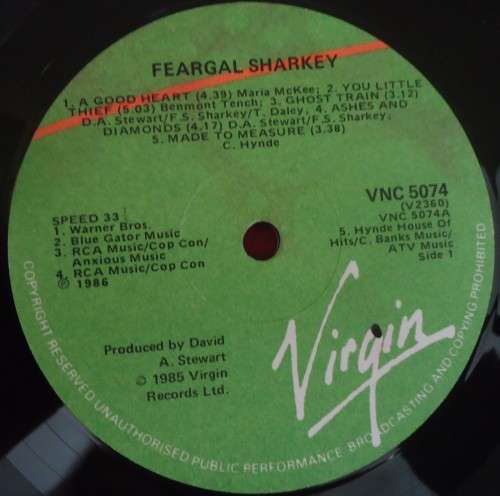 FEARGAL SHARKEY
1. A GOOD HEART (4.39) Maria McKee; 2. YOU LITTLE
THIEF (5.03) Benmont Tench; 3. GHOST TRAIN (3.12)
D.A. Stewart/F.S. Sharkey/T. Daley; 4. ASHES AND
DIAMONDS (4.17) D.A. Stewart/F.S. Sharkey;
5. MADE TO MEASURE (3.38)
C. Hynde
SPEED 33
1. Warner Bros.
2. Blue Gator Music
3. RCA Music/Cop Con/
Anxious Music
4. RCA Music/Cop Con
℗ 1986
VNC 5074
(V2360)
VNC 5074A
5. Hynde House Of
Hits/C. Banks Music/
ATV Music
Side 1
Produced by David
A. Stewart
© 1985 Virgin
Records Ltd.
Virgin
COPYRIGHT RESERVED UNAUTHORISED PUBLIC PERFORMANCE, BROADCASTING AND COPYING PROHIBITED